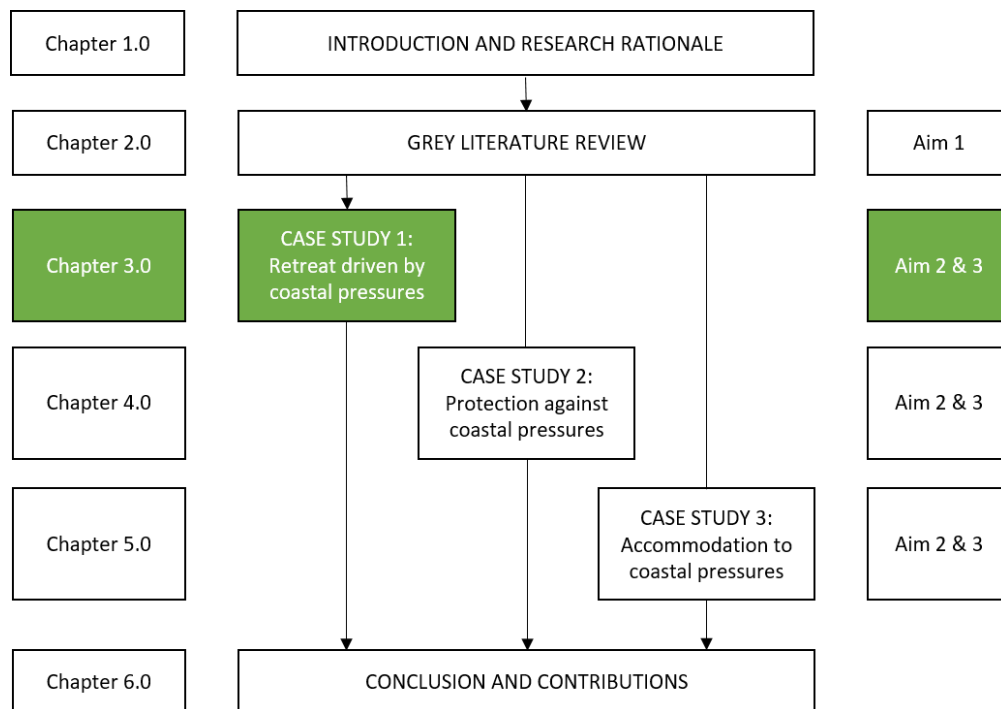 Chapter 1.0
INTRODUCTION AND RESEARCH RATIONALE
Chapter 2.0
GREY LITERATURE REVIEW
Aim 1
Chapter 3.0
CASE STUDY 1:
Retreat driven by
coastal pressures
Aim 2 & 3
Chapter 4.0
CASE STUDY 2:
Protection against
coastal pressures
Aim 2 & 3
Chapter 5.0
CASE STUDY 3:
Accommodation to
coastal pressures
Aim 2 & 3
Chapter 6.0
CONCLUSION AND CONTRIBUTIONS